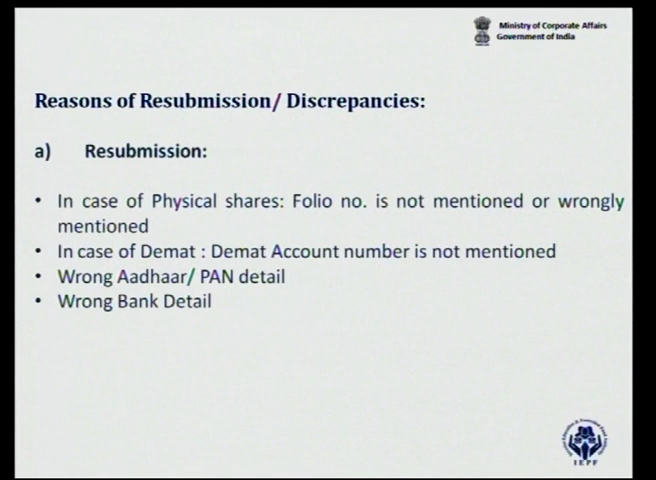 Ministry of Corporate Affairs
Government of India
Reasons of Resubmission/ Discrepancies:
a) Resubmission:
• In case of Physical shares: Folio no. is not mentioned or wrongly
mentioned
• In case of Demat : Demat Account number is not mentioned
• Wrong Aadhaar/ PAN detail
• Wrong Bank Detail
IEPF